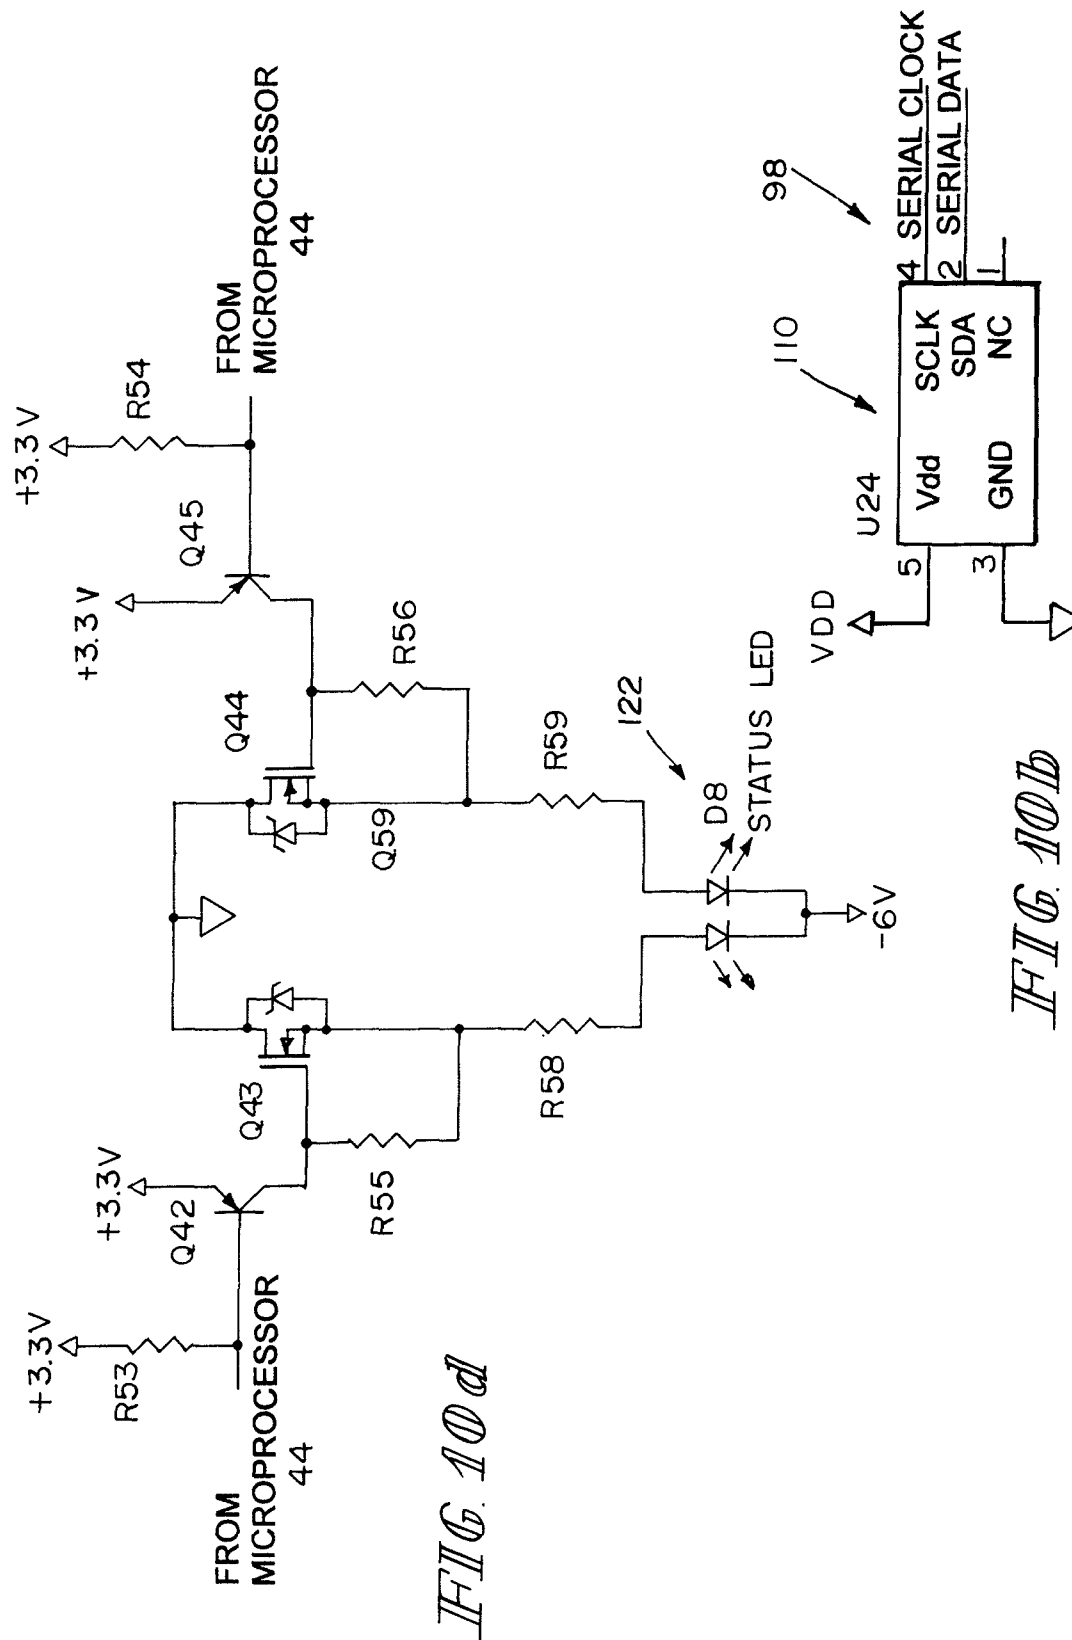 +3.3V
+3.3V
+3.3V
+3.3V
R53
Q42
Q45
R54
FROM
MICROPROCESSOR
44
FROM
MICROPROCESSOR
44
Q43
Q44
Q59
R55
R56
R58
R59
122
D8
STATUS LED
-6V
FIG. 10d
98
110
U24
VDD
5
Vdd
SCLK
4
SERIAL CLOCK
SDA
2
SERIAL DATA
3
GND
NC
1
FIG. 10b